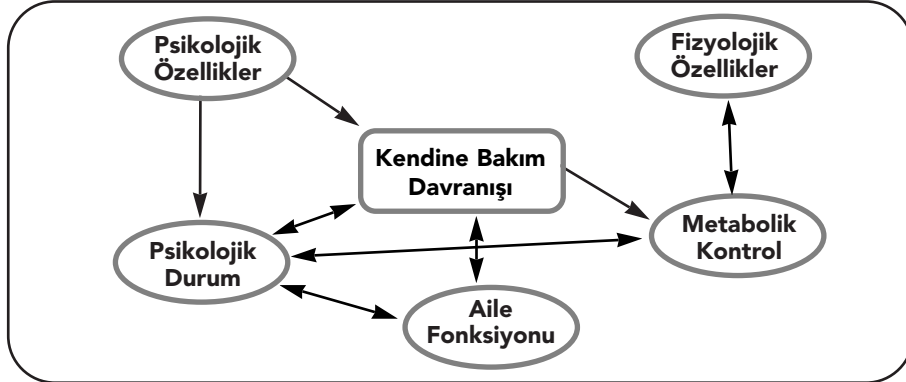 Psikolojik
Özellikler
Fizyolojik
Özellikler
Kendine Bakım
Davranışı
Psikolojik
Durum
Metabolik
Kontrol
Aile
Fonksiyonu